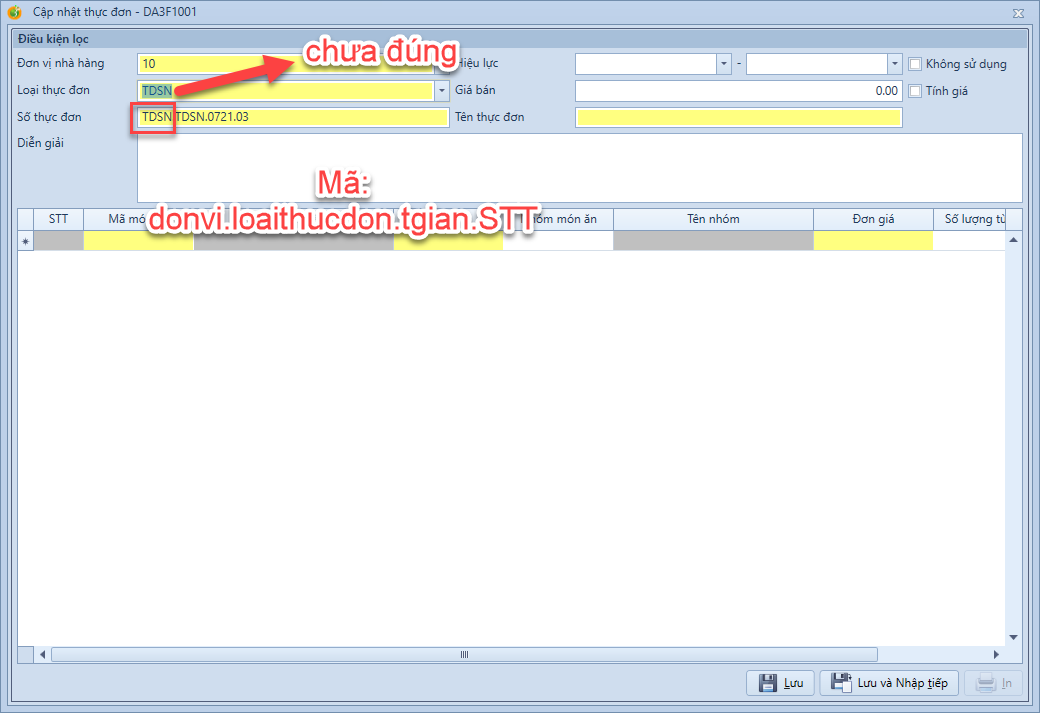 Cập nhật thực đơn - DA3F1001
Điều kiện lọc
Đơn vị nhà hàng 10 chưa đúng liệu lực - Không sử dụng
Loại thực đơn TDSN Giá bán 0.00 Tính giá
Số thực đơn TDSN.TDSN.0721.03 Tên thực đơn
Diễn giải
Mã:
donvi.loaithucdon.tgian.STT
STT Mã mó món ăn Tên nhóm Đơn giá Số lượng từ
Lưu Lưu và Nhập tiếp In